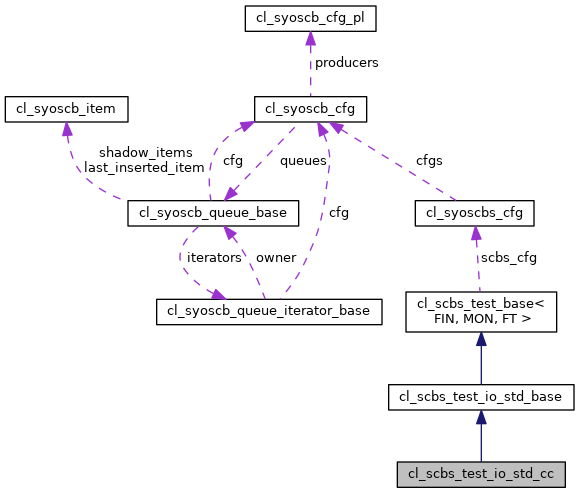 cl_syoscb_cfg_pl
producers
cl_syoscb_item
cl_syoscb_cfg
shadow_items
last_inserted_item
cfg
queues
cfgs
cl_syoscb_queue_base
cfg
cl_syoscbs_cfg
iterators
owner
scbs_cfg
cl_syoscb_queue_iterator_base
cl_scbs_test_base<
FIN, MON, FT >
cl_scbs_test_io_std_base
cl_scbs_test_io_std_cc